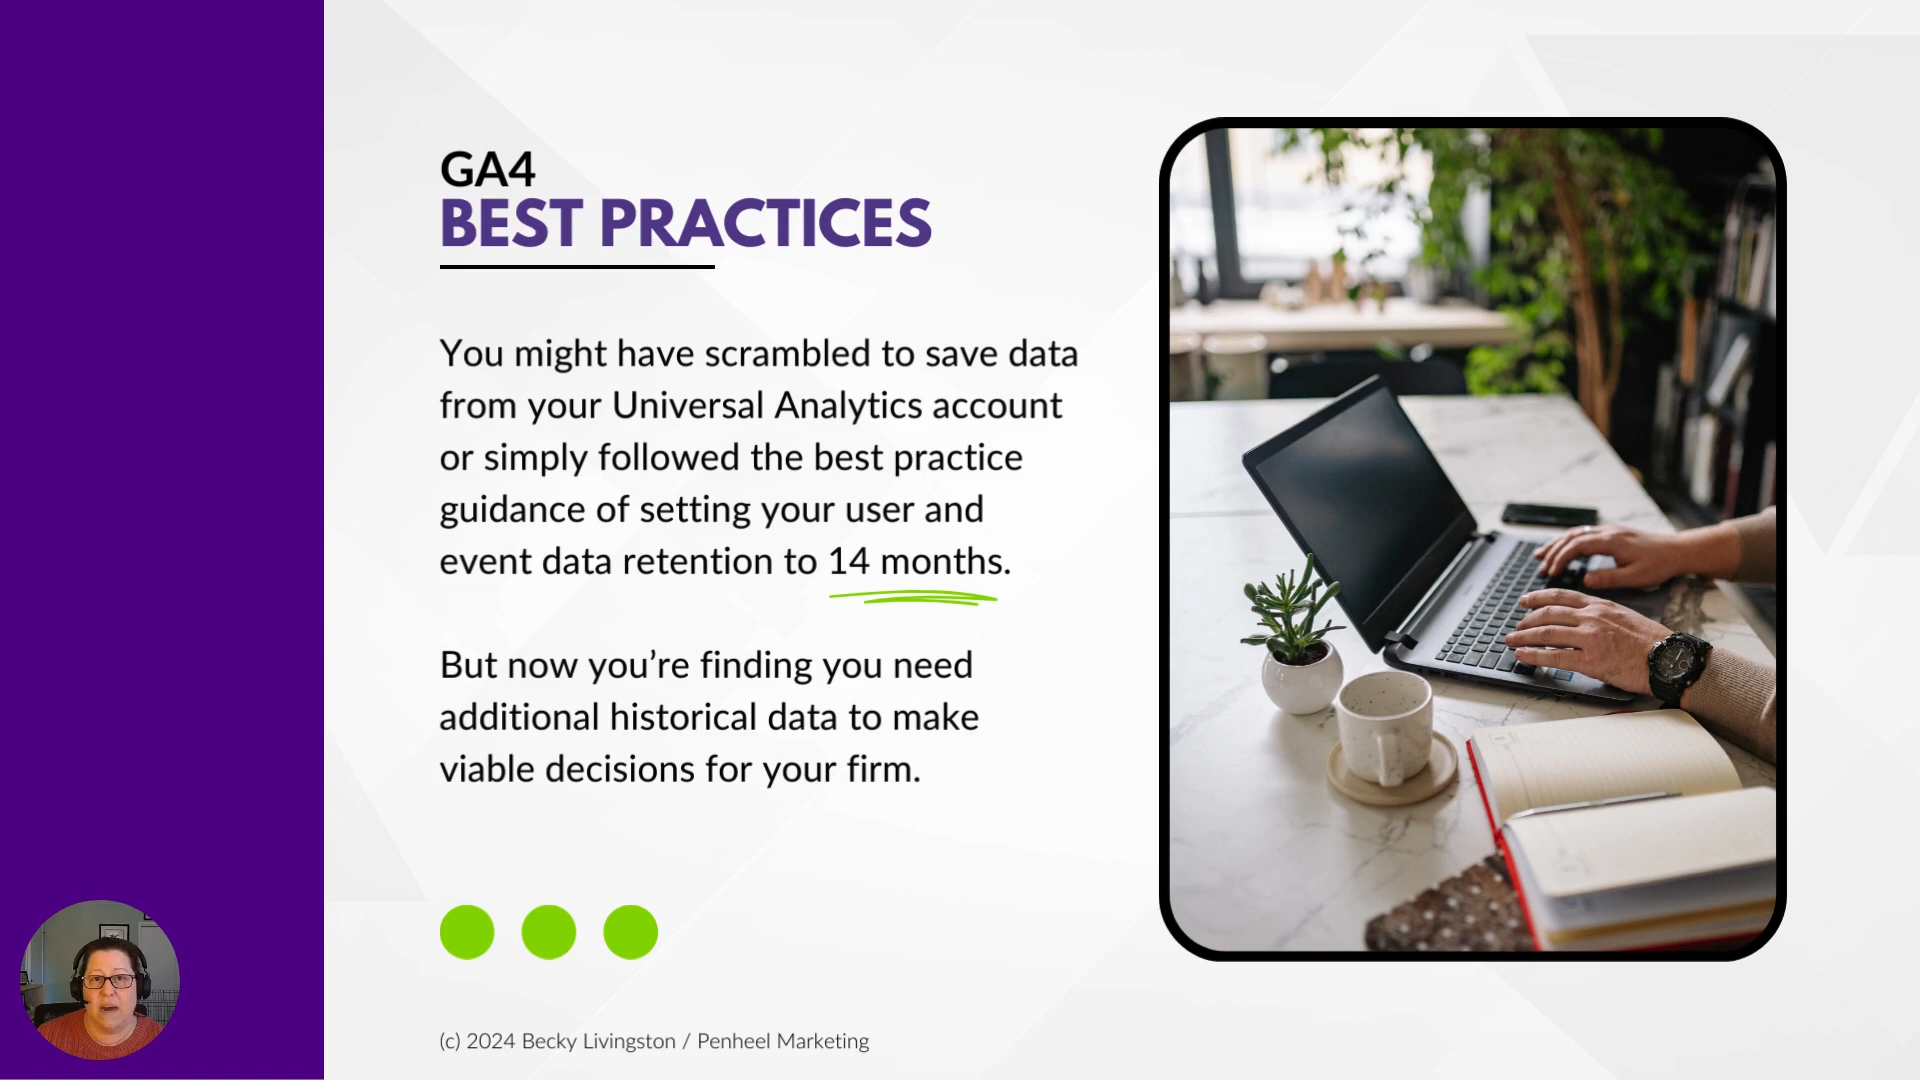 GA4
BEST PRACTICES
You might have scrambled to save data
from your Universal Analytics account
or simply followed the best practice
guidance of setting your user and
event data retention to 14 months.
But now you’re finding you need
additional historical data to make
viable decisions for your firm.
(c) 2024 Becky Livingston / Penheel Marketing